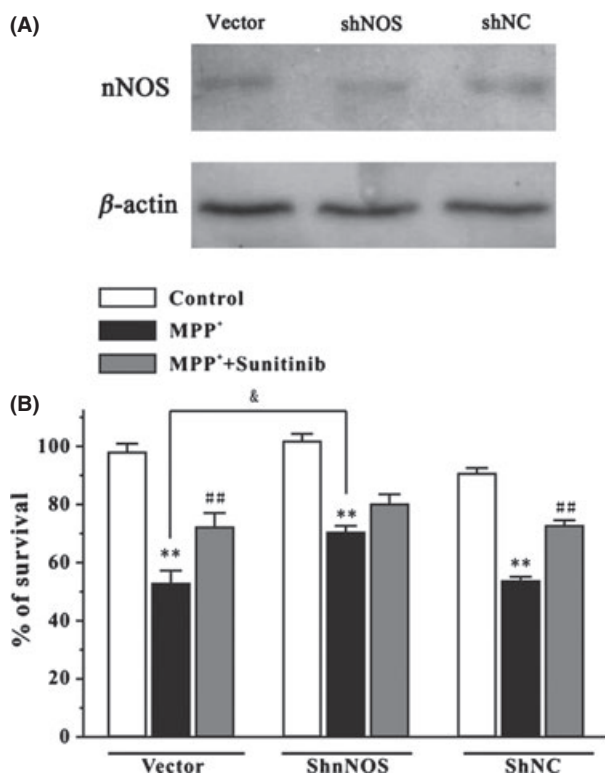 (A)
Vector shNOS shNC
nNOS
β-actin
Control
MPP⁺
MPP⁺+Sunitinib
(B)
&
% of survival
100
80
60
40
20
0
** ## ** ** ##
Vector ShnNOS ShNC